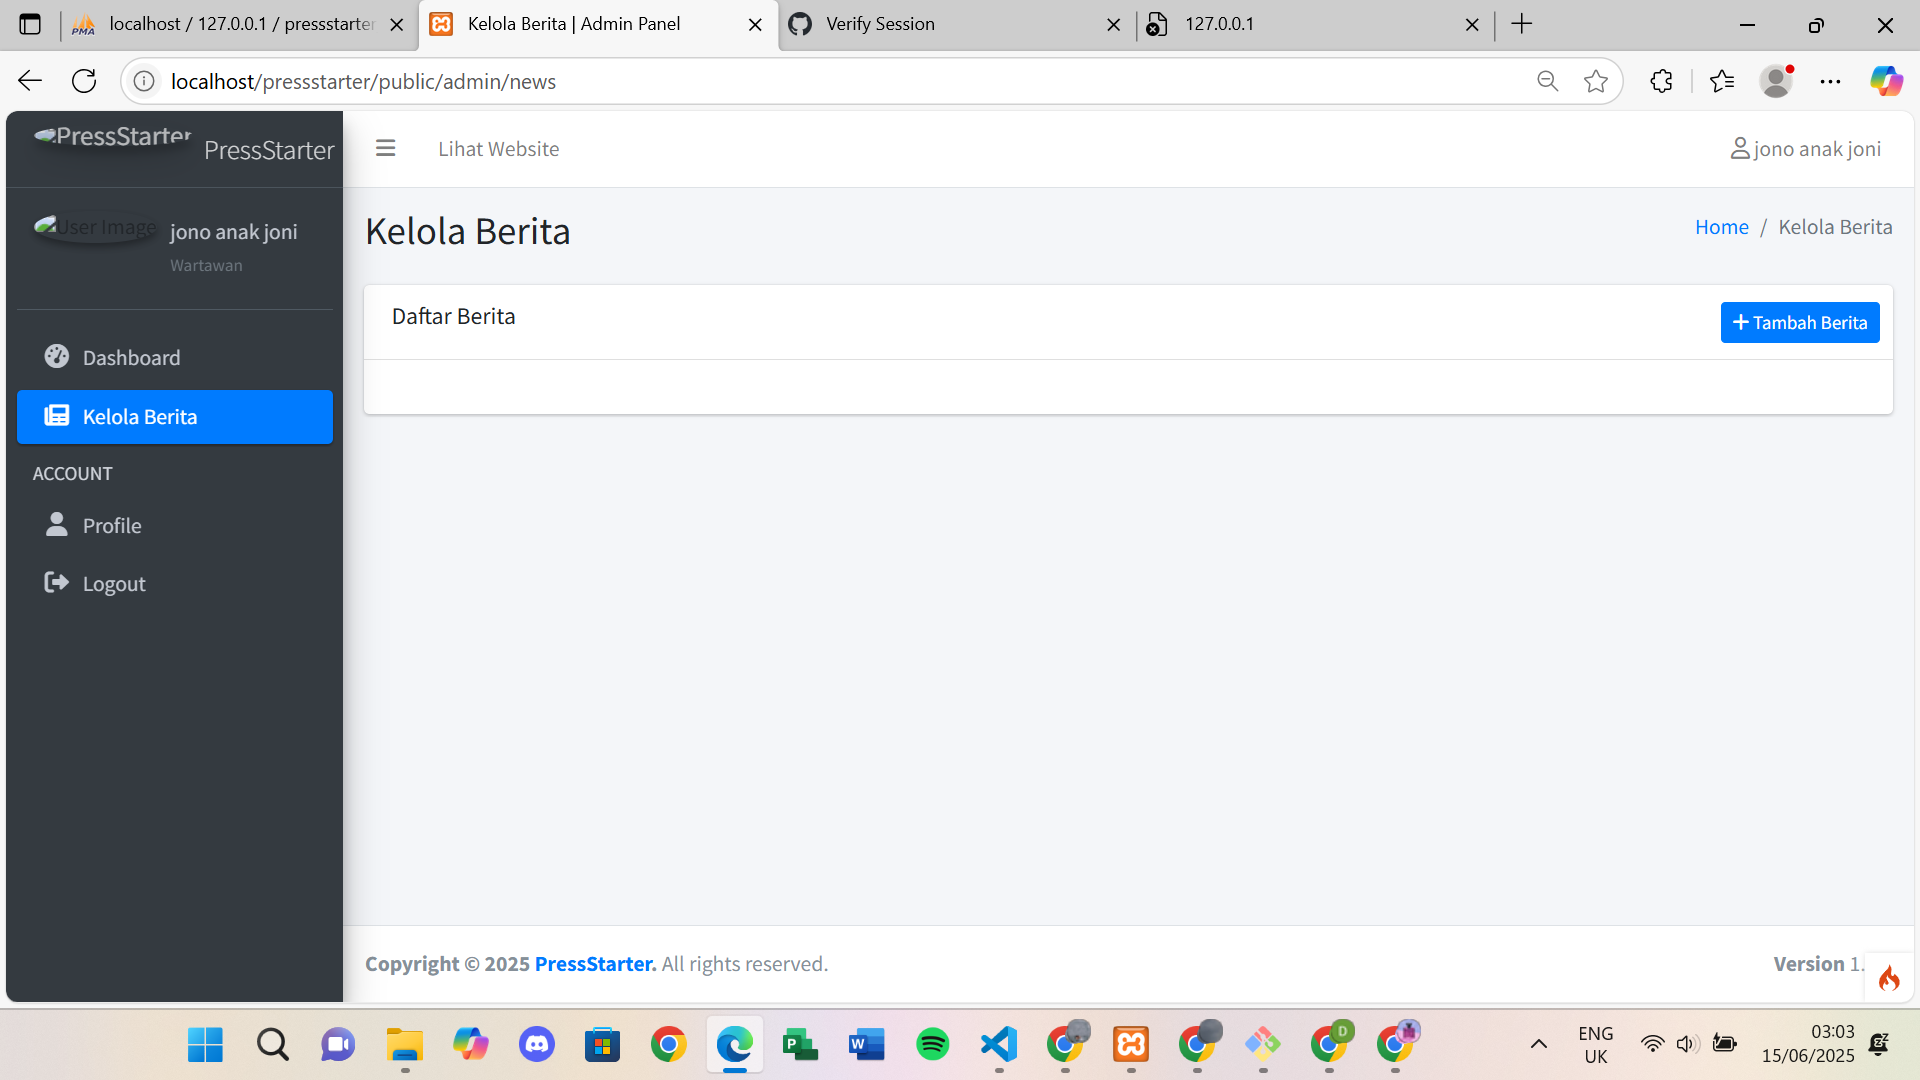 localhost / 127.0.0.1 / pressstarter
Kelola Berita | Admin Panel
Verify Session
127.0.0.1
localhost/pressstarter/public/admin/news
PressStarter
PressStarter
Lihat Website
jono anak joni
User Image
jono anak joni
Wartawan
Kelola Berita
Home / Kelola Berita
Daftar Berita
Tambah Berita
Dashboard
Kelola Berita
ACCOUNT
Profile
Logout
Copyright © 2025 PressStarter. All rights reserved.
Version 1.
ENG
UK
03:03
15/06/2025